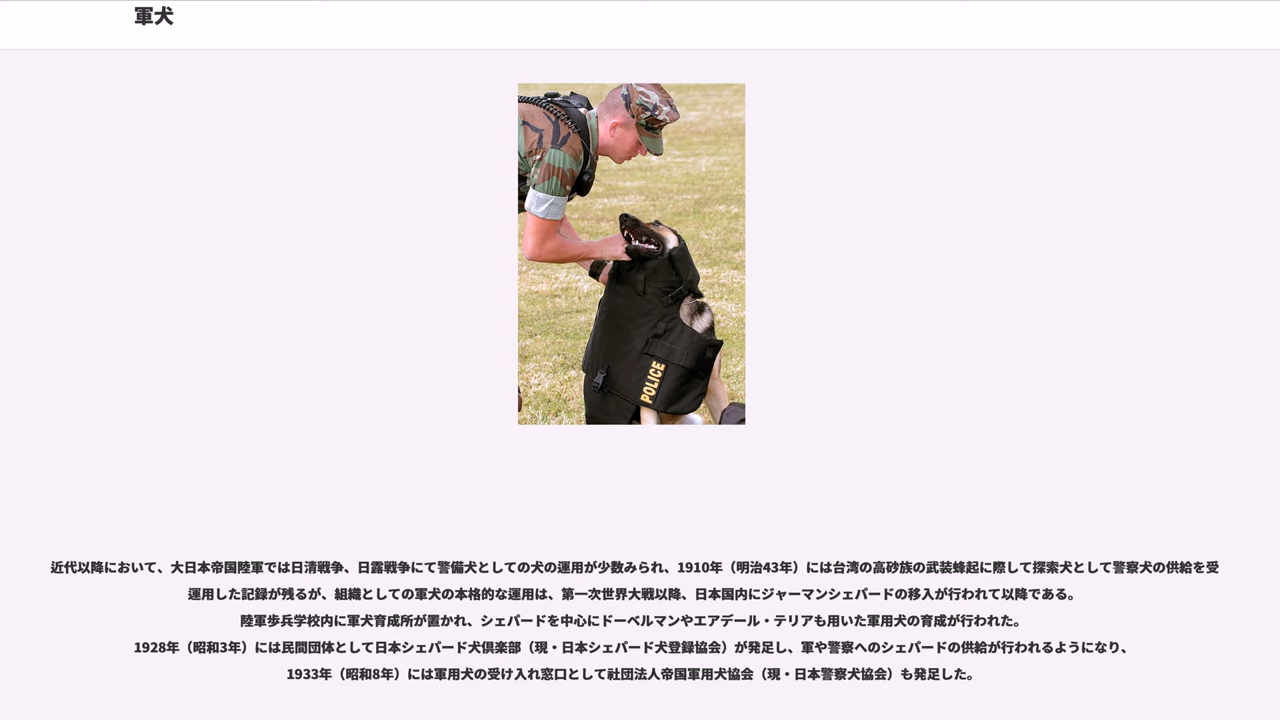 軍犬
POLICE
近代以降において、大日本帝国陸軍では日清戦争、日露戦争にて警備犬としての犬の運用が少数みられ、1910年（明治43年）には台湾の高砂族の武装蜂起に際して探索犬として警察犬の供給を受
運用した記録が残るが、組織としての軍犬の本格的な運用は、第一次世界大戦以降、日本国内にジャーマンシェパードの移入が行われて以降である。
陸軍歩兵学校内に軍犬育成所が置かれ、シェパードを中心にドーベルマンやエアデール・テリアも用いた軍用犬の育成が行われた。
1928年（昭和3年）には民間団体として日本シェパード犬倶楽部（現・日本シェパード犬登録協会）が発足し、軍や警察へのシェパードの供給が行われるようになり、
1933年（昭和8年）には軍用犬の受け入れ窓口として社団法人帝国軍用犬協会（現・日本警察犬協会）も発足した。